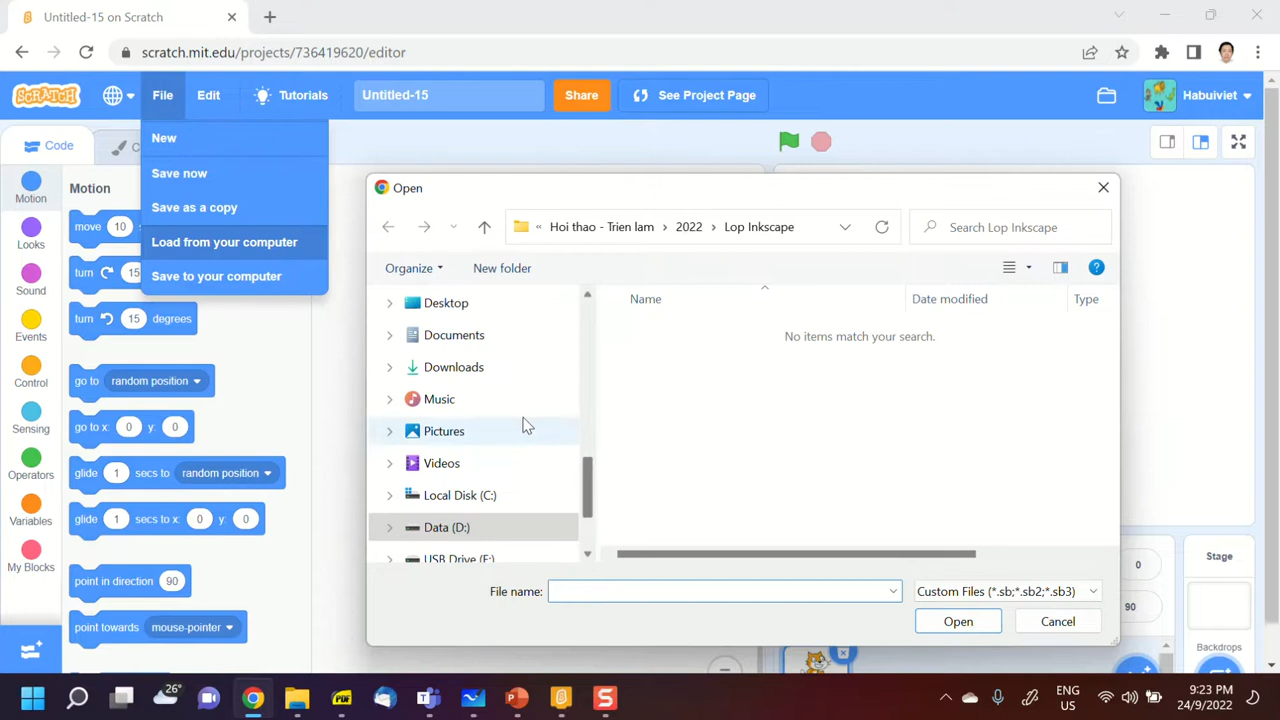 Untitled-15 on Scratch
scratch.mit.edu/projects/736419620/editor
SCRATCH
File
Edit
Tutorials
Untitled-15
Share
See Project Page
Habuiviet
Code
C
New
Save now
Save as a copy
Load from your computer
Save to your computer
Motion
Looks
Sound
Events
Control
Sensing
Operators
Variables
My Blocks
Motion
move 10 s
turn 15
turn 15 degrees
go to random position
go to x: 0 y: 0
glide 1 secs to random position
glide 1 secs to x: 0 y: 0
point in direction 90
point towards mouse-pointer
Open
« Hoi thao - Trien lam > 2022 > Lop Inkscape
Search Lop Inkscape
Organize
New folder
Name
Date modified
Type
No items match your search.
Desktop
Documents
Downloads
Music
Pictures
Videos
Local Disk (C:)
Data (D:)
USB Drive (F:)
File name:
Custom Files (*.sb;*.sb2;*.sb3)
Open
Cancel
0
90
Stage
Backdrops
26°
PDF
S
ENG
US
9:23 PM
24/9/2022